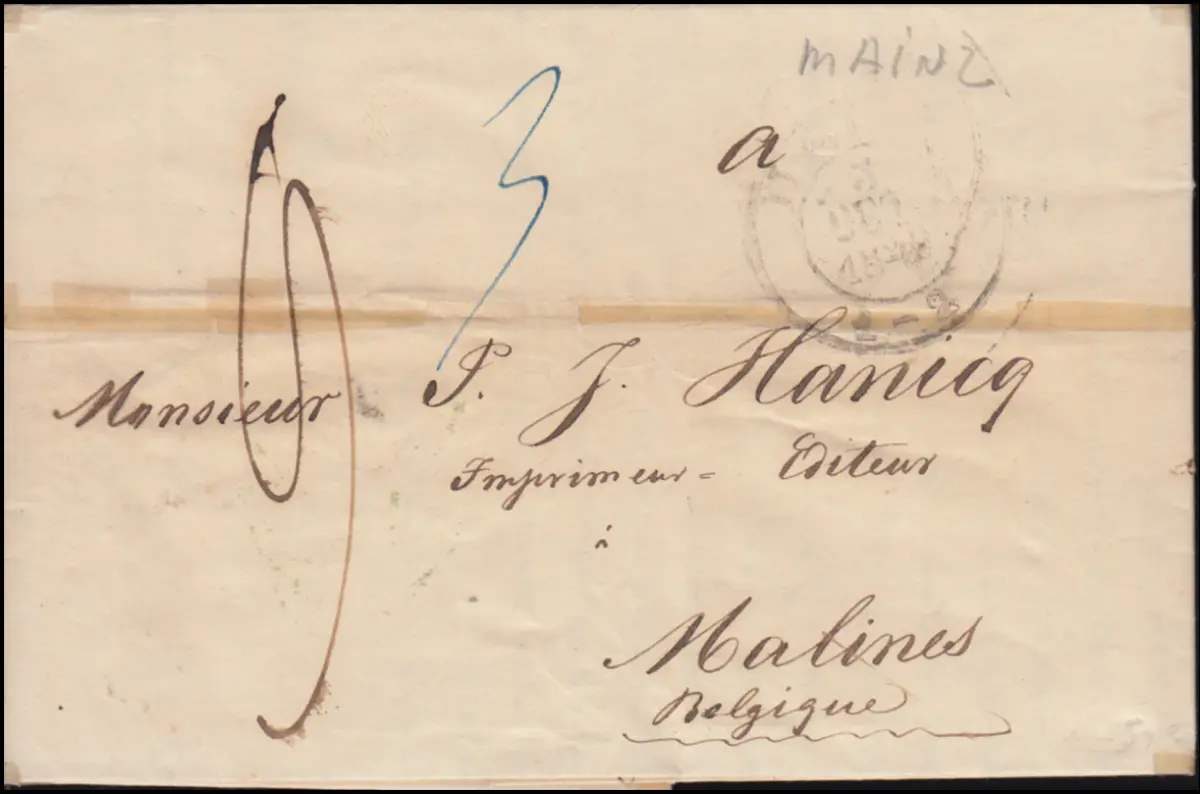 MAINZ
3
a
Monsieur P. J. Hanicq
Imprimeur = Editeur
à
Malines
Belgique